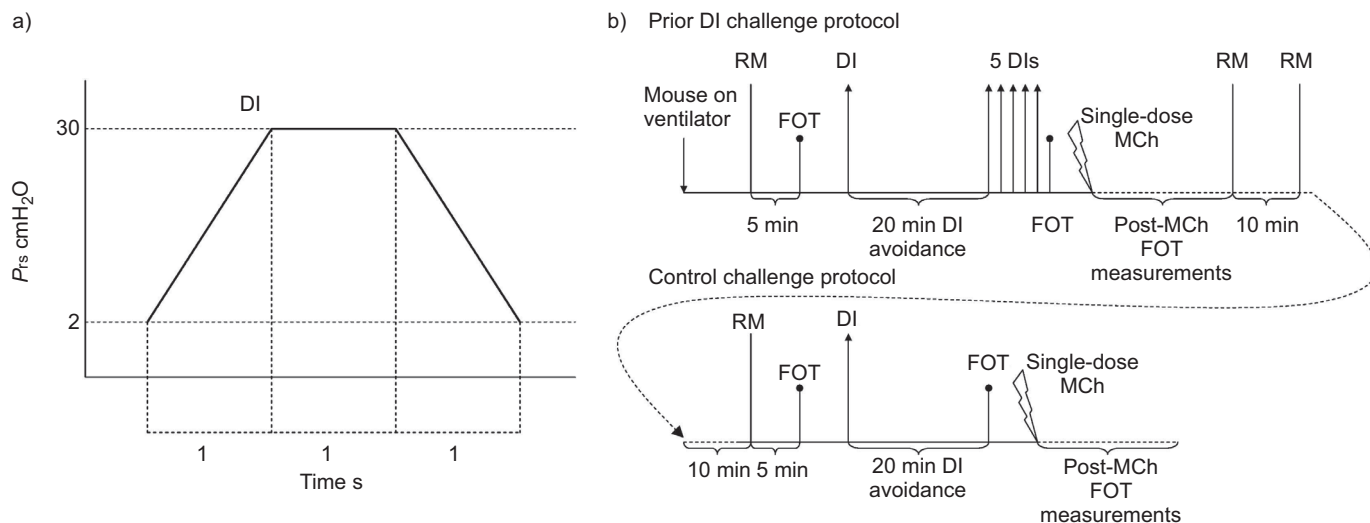 a)
DI
30
2
Prs cmH2O
1 1 1
Time s
b) Prior DI challenge protocol
RM DI 5 DIs RM RM
Mouse on
ventilator
FOT
Single-dose
MCh
5 min
20 min DI
avoidance
FOT
Post-MCh
FOT
measurements
10 min
Control challenge protocol
RM DI
FOT
FOT
Single-dose
MCh
10 min 5 min
20 min DI
avoidance
Post-MCh
FOT
measurements